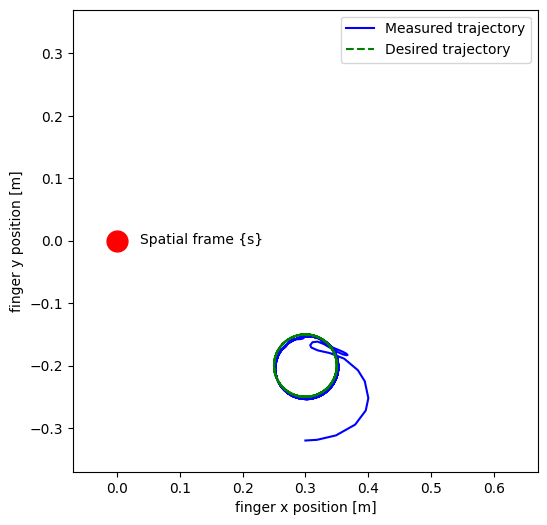 Measured trajectory
Desired trajectory
finger y position [m]
0.3
0.2
0.1
0.0
−0.1
−0.2
−0.3
Spatial frame {s}
0.0 0.1 0.2 0.3 0.4 0.5 0.6
finger x position [m]